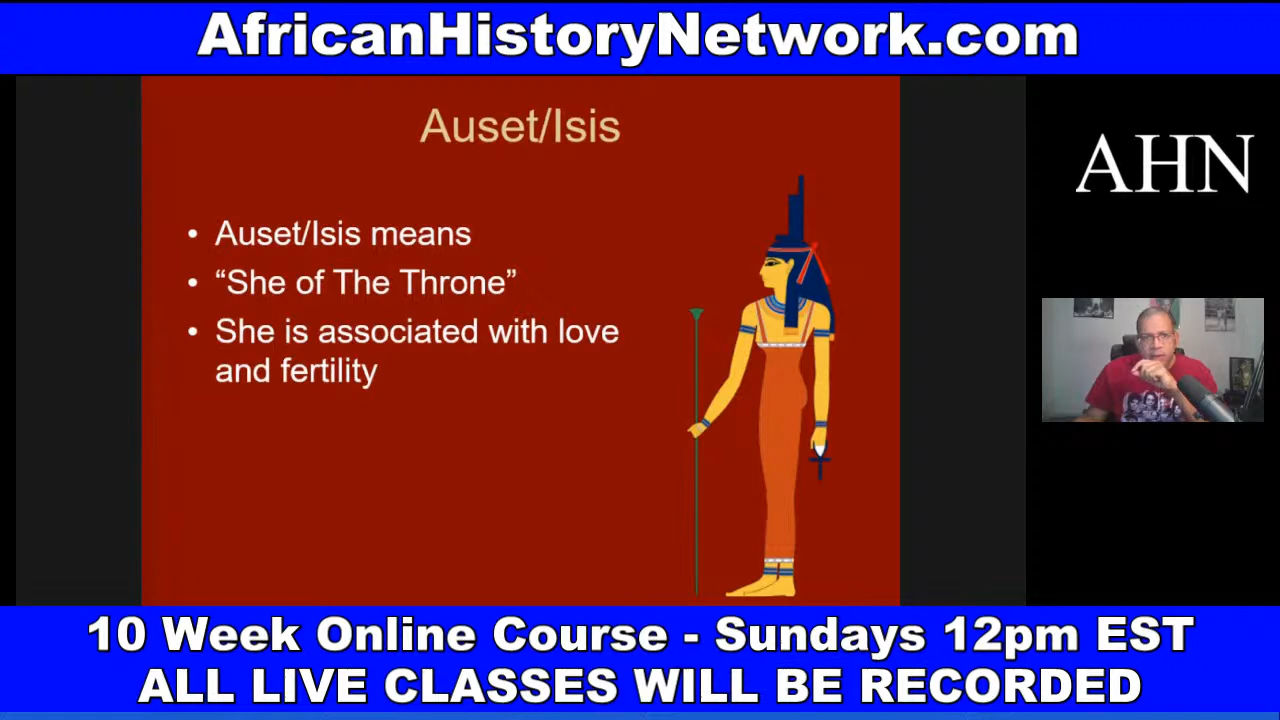 AfricanHistoryNetwork.com
Auset/Isis
AHN
• Auset/Isis means
• “She of The Throne”
• She is associated with love
and fertility
10 Week Online Course - Sundays 12pm EST
ALL LIVE CLASSES WILL BE RECORDED